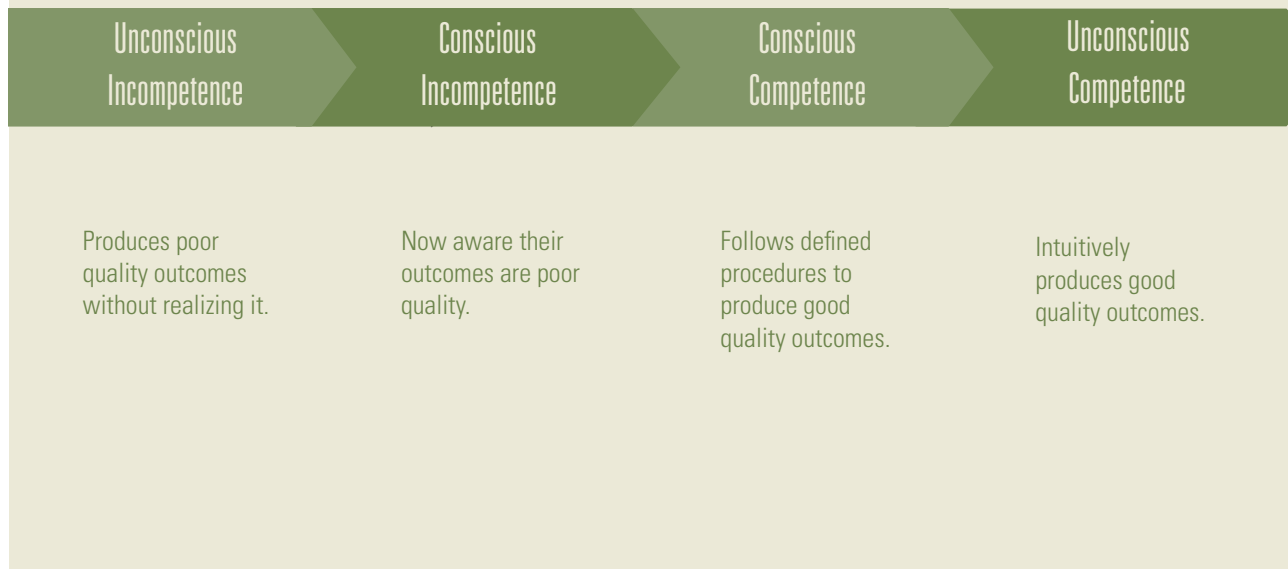 Unconscious
Incompetence
Conscious
Incompetence
Conscious
Competence
Unconscious
Competence
Produces poor
quality outcomes
without realizing it.
Now aware their
outcomes are poor
quality.
Follows defined
procedures to
produce good
quality outcomes.
Intuitively
produces good
quality outcomes.